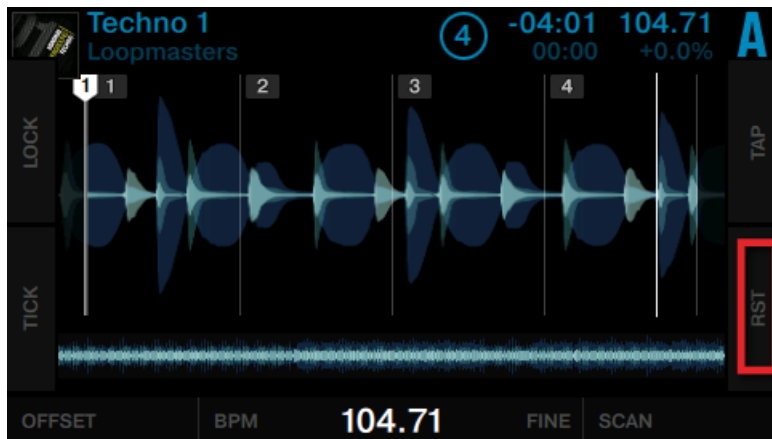 Techno 1
Loopmasters
4
-04:01
00:00
104.71
+0.0%
A
LOCK
TICK
1 1 2 3 4
TAP
RST
OFFSET BPM 104.71 FINE SCAN